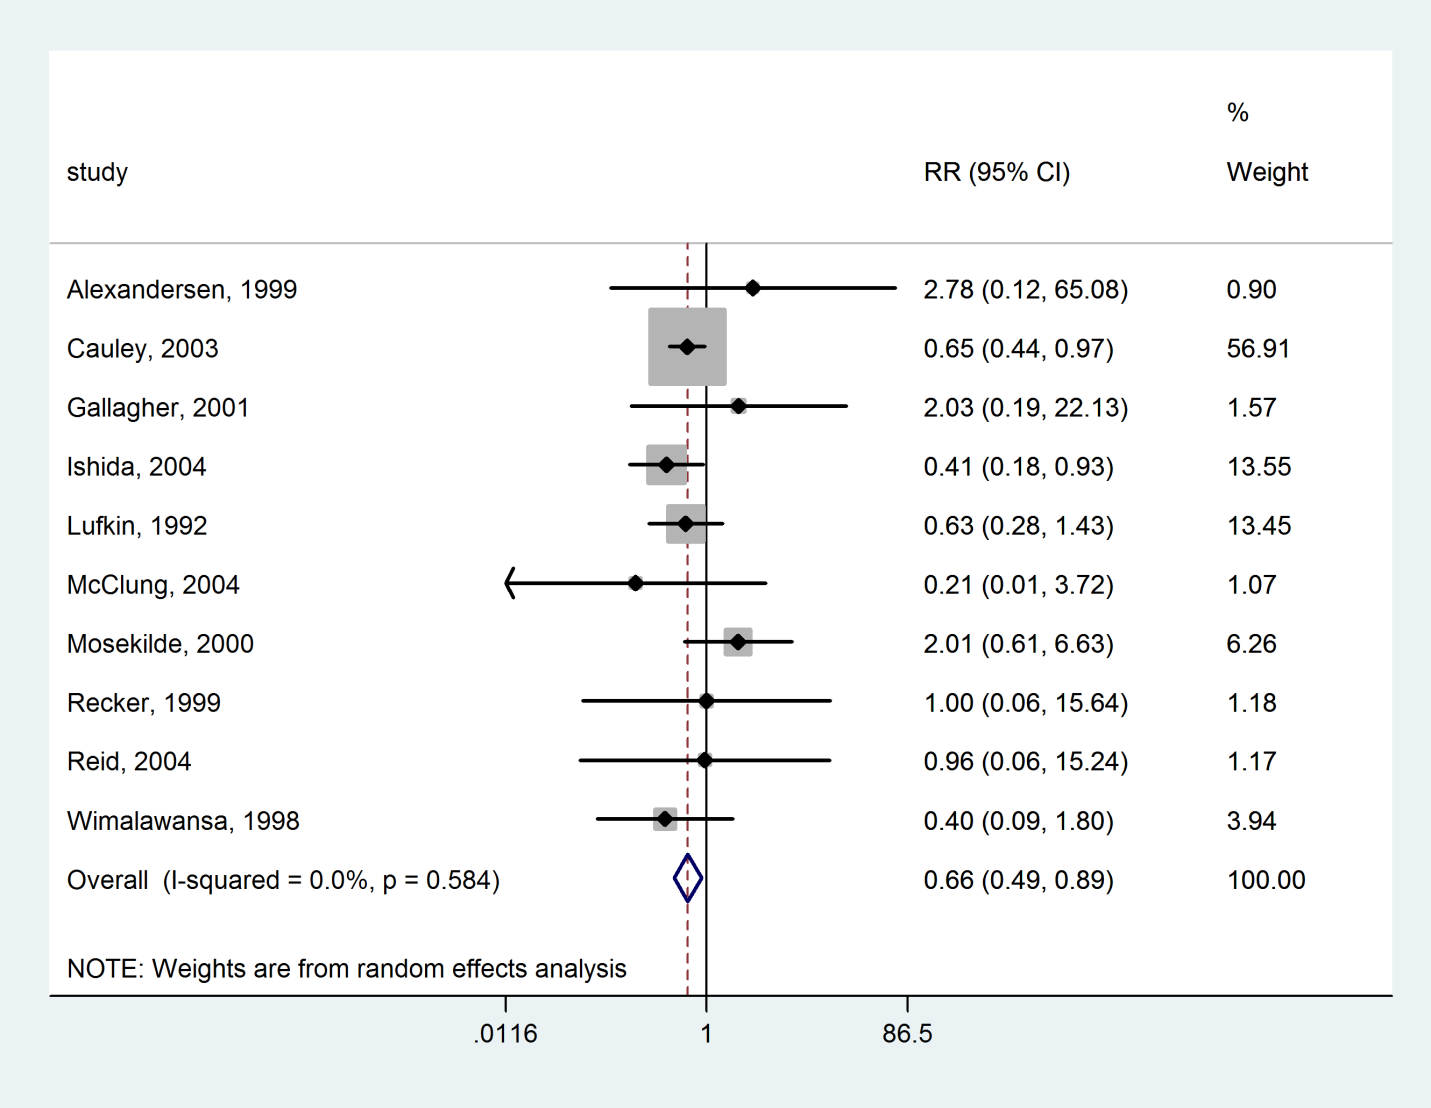 %
study RR (95% CI) Weight
Alexandersen, 1999 2.78 (0.12, 65.08) 0.90
Cauley, 2003 0.65 (0.44, 0.97) 56.91
Gallagher, 2001 2.03 (0.19, 22.13) 1.57
Ishida, 2004 0.41 (0.18, 0.93) 13.55
Lufkin, 1992 0.63 (0.28, 1.43) 13.45
McClung, 2004 0.21 (0.01, 3.72) 1.07
Mosekilde, 2000 2.01 (0.61, 6.63) 6.26
Recker, 1999 1.00 (0.06, 15.64) 1.18
Reid, 2004 0.96 (0.06, 15.24) 1.17
Wimalawansa, 1998 0.40 (0.09, 1.80) 3.94
Overall (I-squared = 0.0%, p = 0.584) 0.66 (0.49, 0.89) 100.00
NOTE: Weights are from random effects analysis
.0116 1 86.5